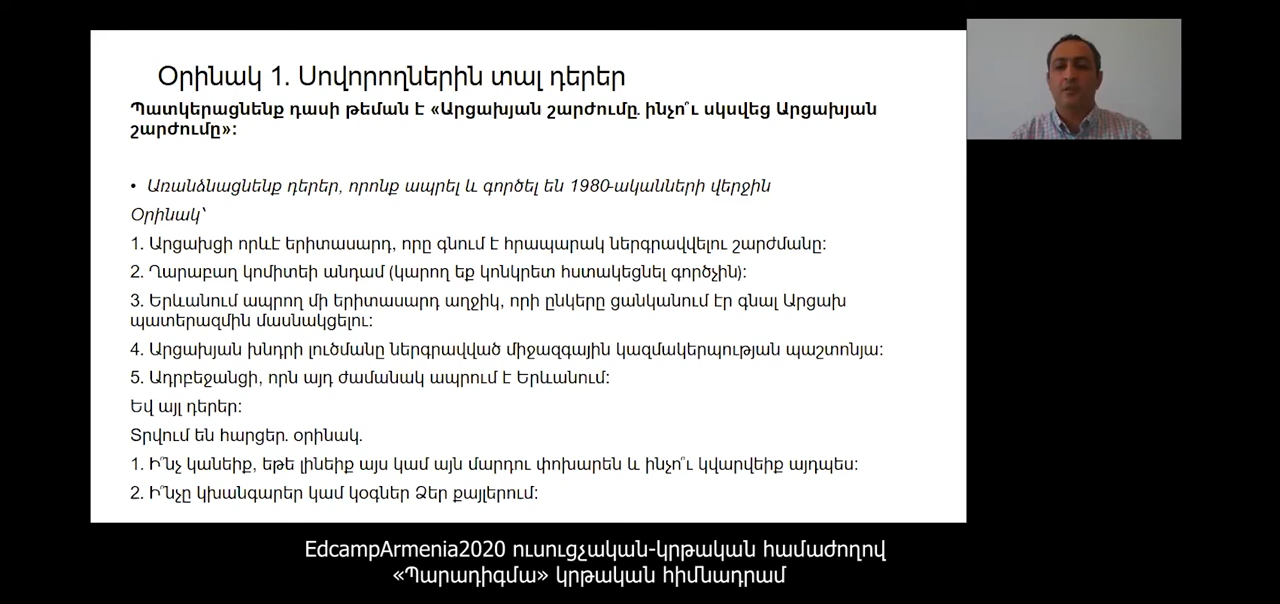 Օրինակ 1. Սովորողներին տալ դերեր
Պատկերացնենք դասի թեման է «Արցախյան շարժումը. ինչո՞ւ սկսվեց Արցախյան
շարժումը»:
• Առանձնացնենք դերեր, որոնք ապրել և գործել են 1980-ականների վերջին
Օրինակ՝
1. Արցախցի որևէ երիտասարդ, որը գնում է հրապարակ ներգրավվելու շարժմանը:
2. Ղարաբաղ կոմիտեի անդամ (կարող եք կոնկրետ հստակեցնել գործչին):
3. Երևանում ապրող մի երիտասարդ աղջիկ, որի ընկերը ցանկանում էր գնալ Արցախ
պատերազմին մասնակցելու:
4. Արցախյան խնդրի լուծմանը ներգրավված միջազգային կազմակերպության պաշտոնյա:
5. Ադրբեջանցի, որն այդ ժամանակ ապրում է Երևանում:
Եվ այլ դերեր:
Տրվում են հարցեր. օրինակ.
1. Ի՞նչ կանեիք, եթե լինեիք այս կամ այն մարդու փոխարեն և ինչո՞ւ կվարվեիք այդպես:
2. Ի՞նչը կխանգարեր կամ կօգներ Ձեր քայլերում:
EdcampArmenia2020 ուսուցչական-կրթական համաժողով
«Պարադիգմա» կրթական հիմնադրամ